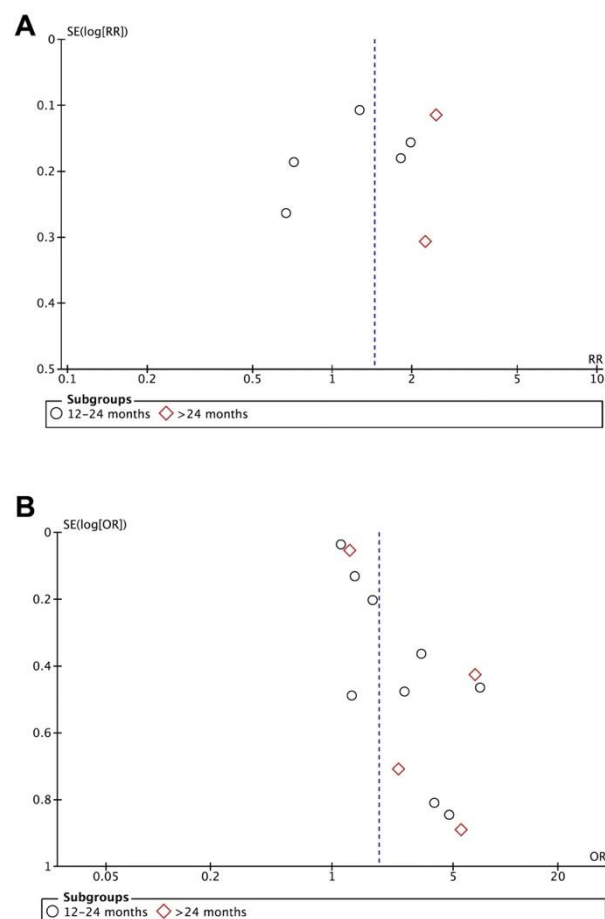 A
SE(log[RR])
0
0.1
0.2
0.3
0.4
0.5
RR
0.1 0.2 0.5 1 2 5 10
Subgroups
12–24 months >24 months
B
SE(log[OR])
0
0.2
0.4
0.6
0.8
1
OR
0.05 0.2 1 5 20
Subgroups
12–24 months >24 months